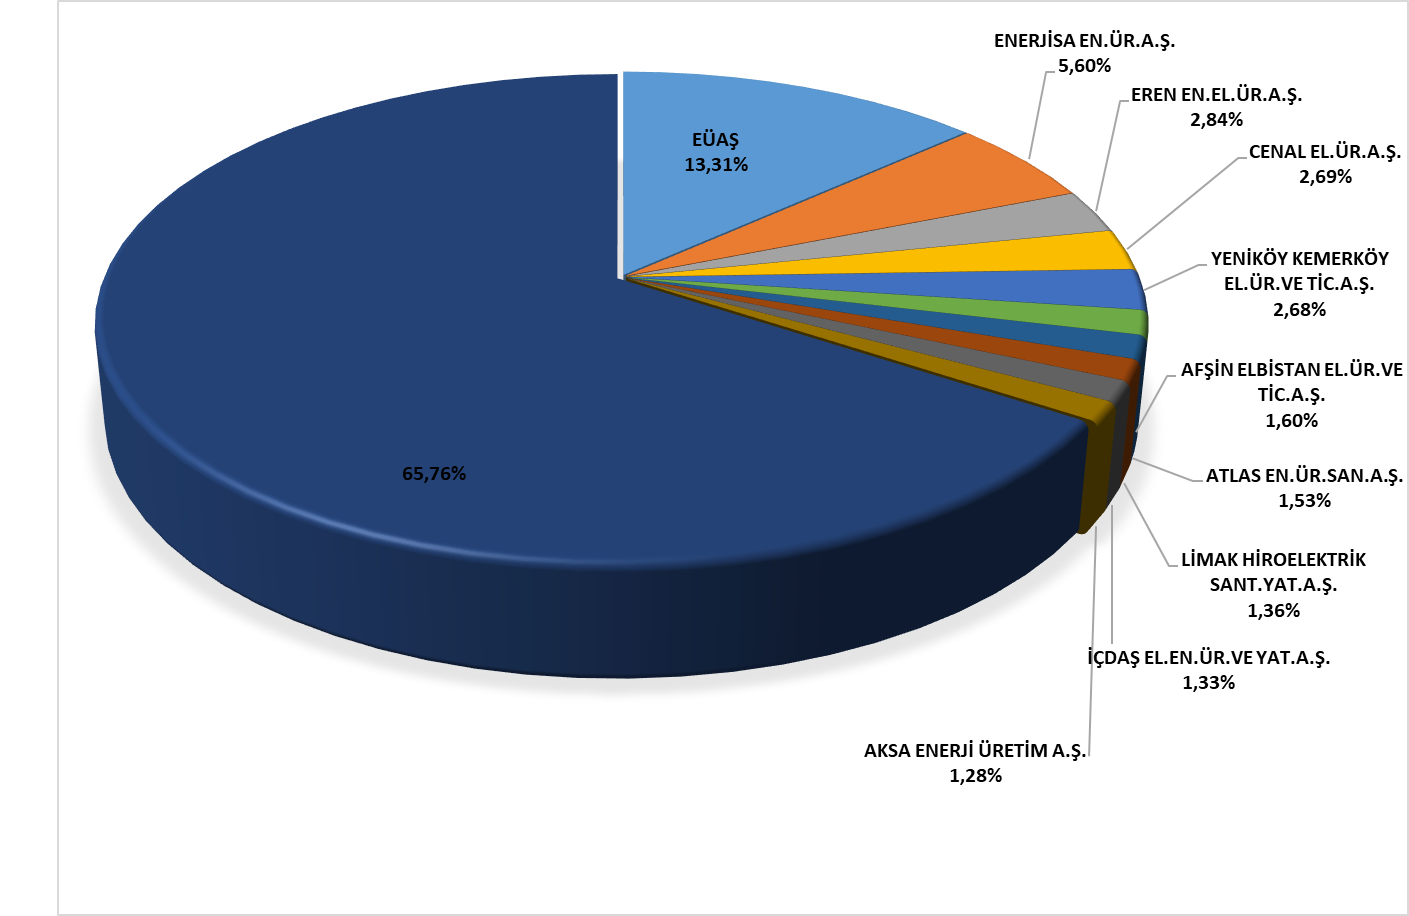 ENERJİSA EN.ÜR.A.Ş.
5,60%
EREN EN.EL.ÜR.A.Ş.
2,84%
EÜAŞ
13,31%
CENAL EL.ÜR.A.Ş.
2,69%
YENİKÖY KEMERKÖY
EL.ÜR.VE TİC.A.Ş.
2,68%
AFŞİN ELBİSTAN EL.ÜR.VE
TİC.A.Ş.
1,60%
65,76%
ATLAS EN.ÜR.SAN.A.Ş.
1,53%
LİMAK HİROELEKTRİK
SANT.YAT.A.Ş.
1,36%
İÇDAŞ EL.EN.ÜR.VE YAT.A.Ş.
1,33%
AKSA ENERJİ ÜRETİM A.Ş.
1,28%